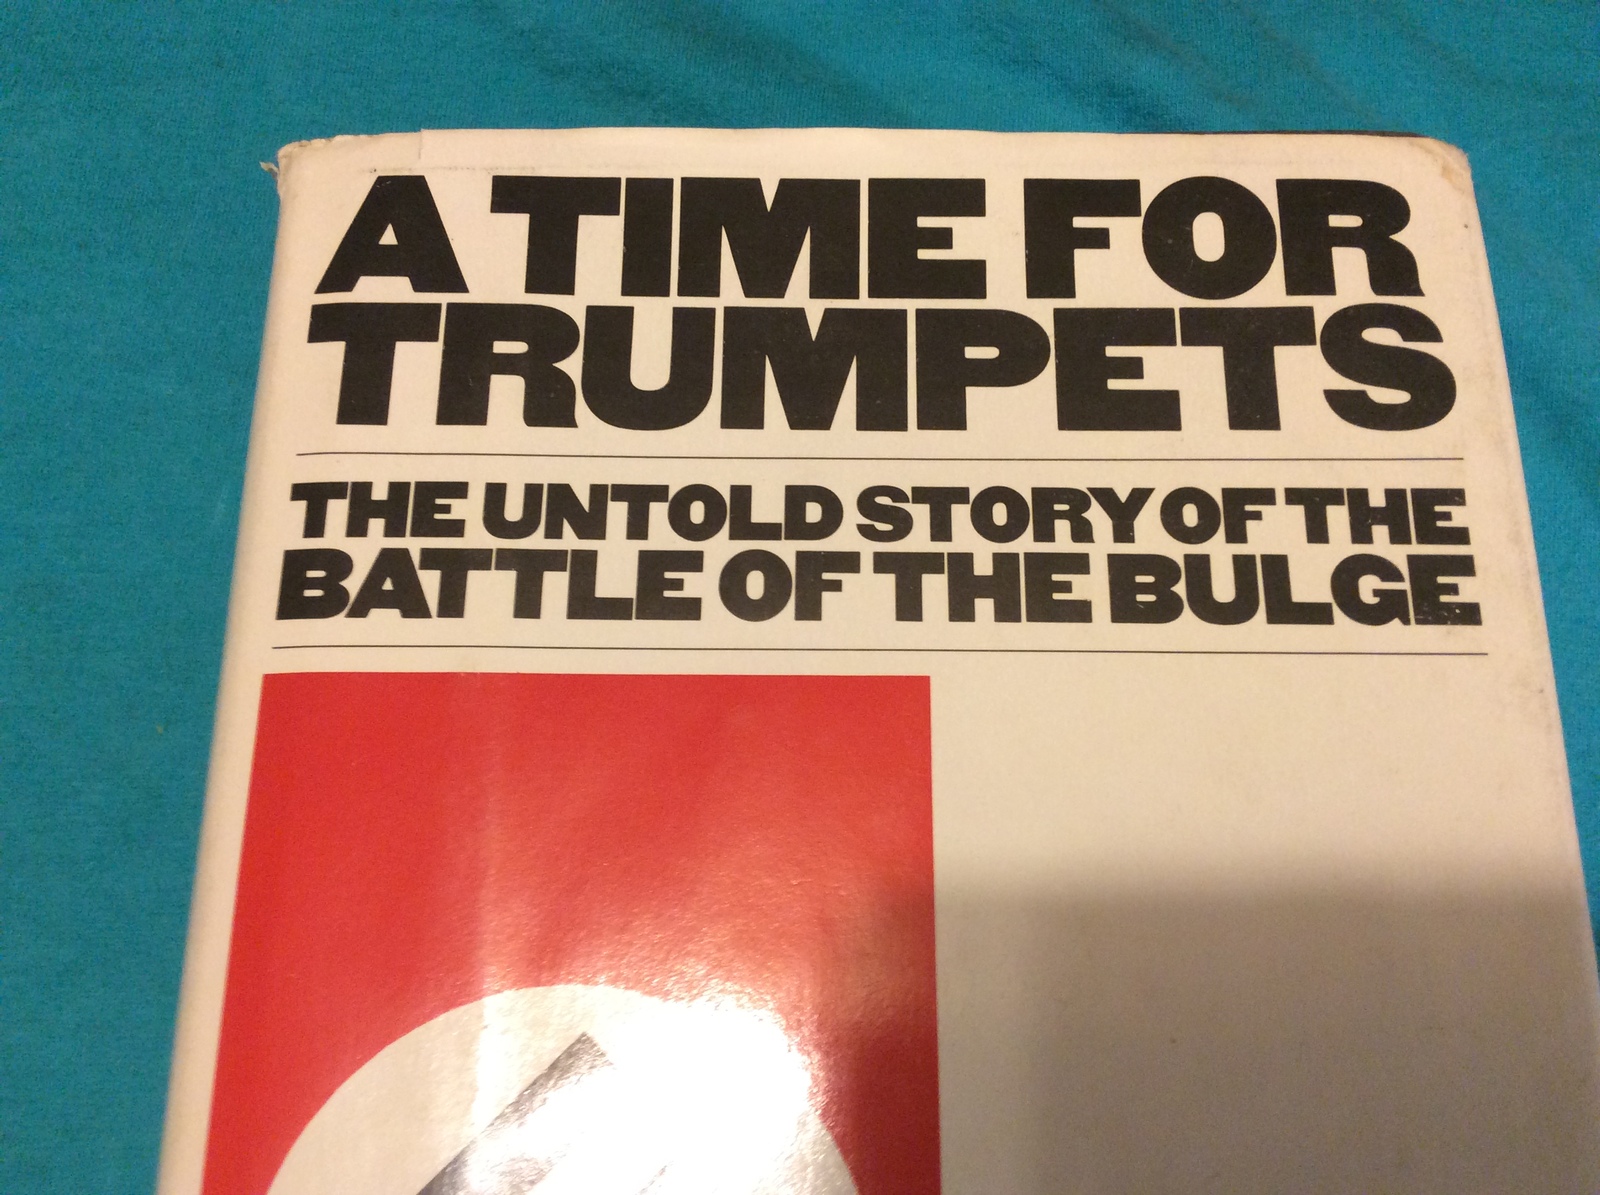 A TIME FOR
TRUMPETS
THE UNTOLD STORY OF THE
BATTLE OF THE BULGE